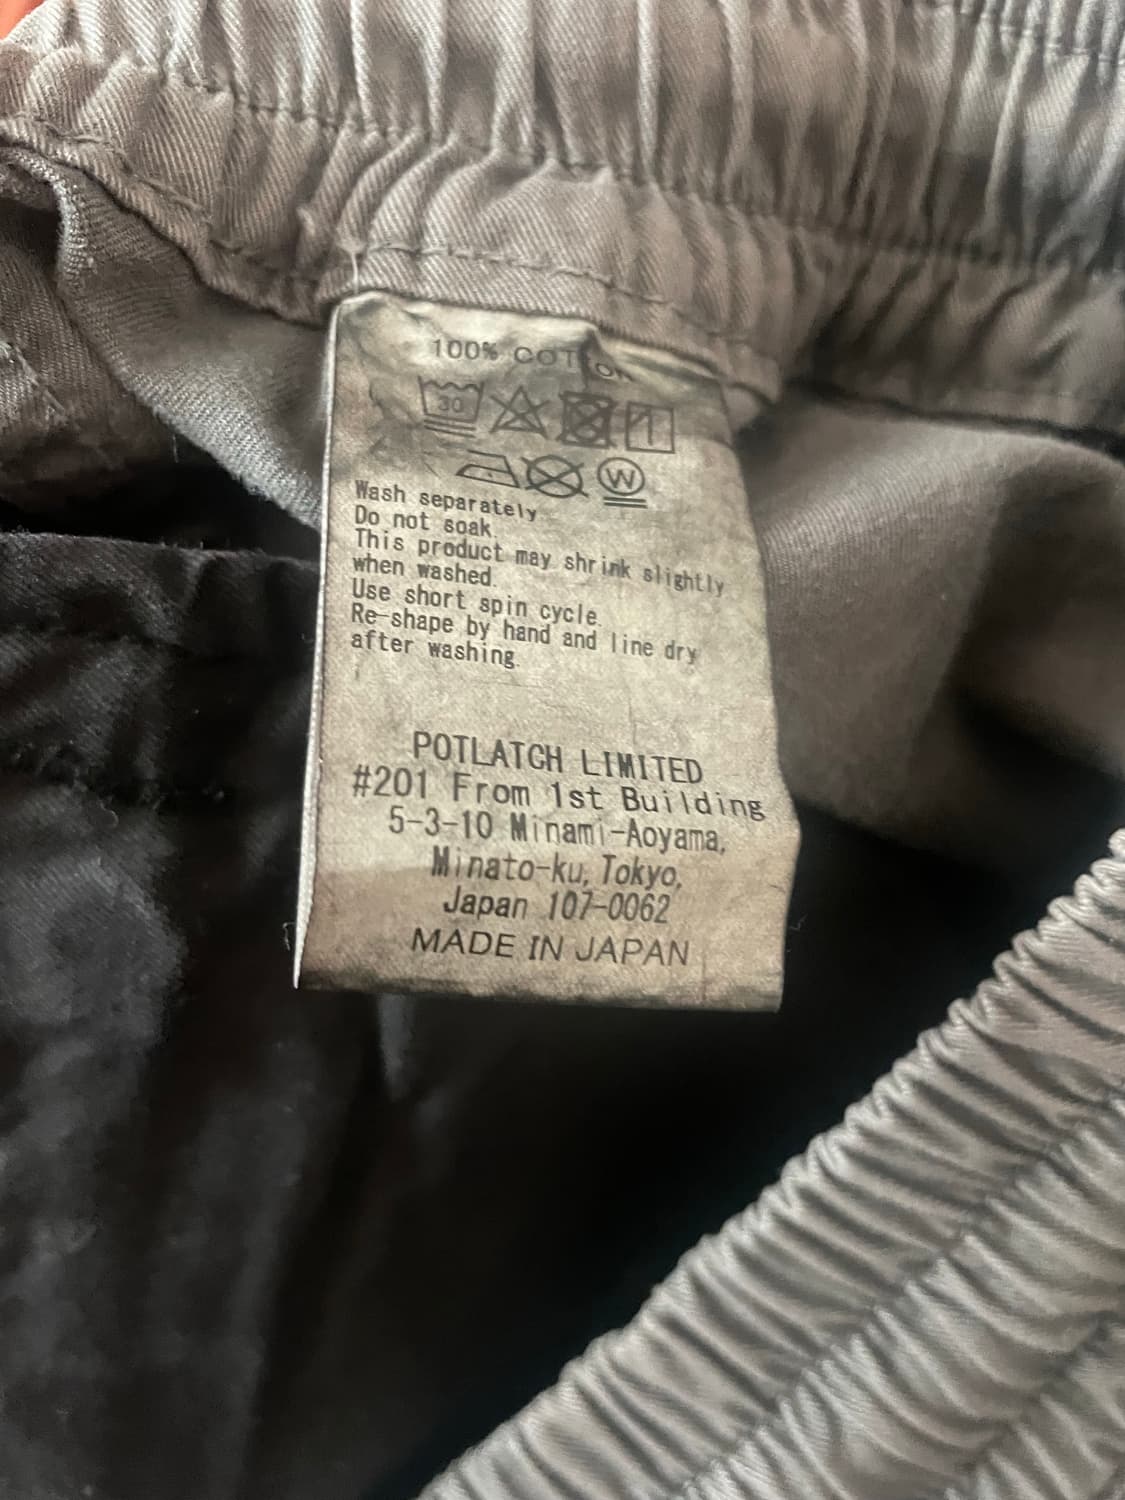 100% COTTON
30
W
Wash separately.
Do not soak.
This product may shrink slightly
when washed.
Use short spin cycle.
Re-shape by hand and line dry
after washing.
POTLATCH LIMITED
#201 From 1st Building
5-3-10 Minami-Aoyama,
Minato-ku, Tokyo,
Japan 107-0062
MADE IN JAPAN